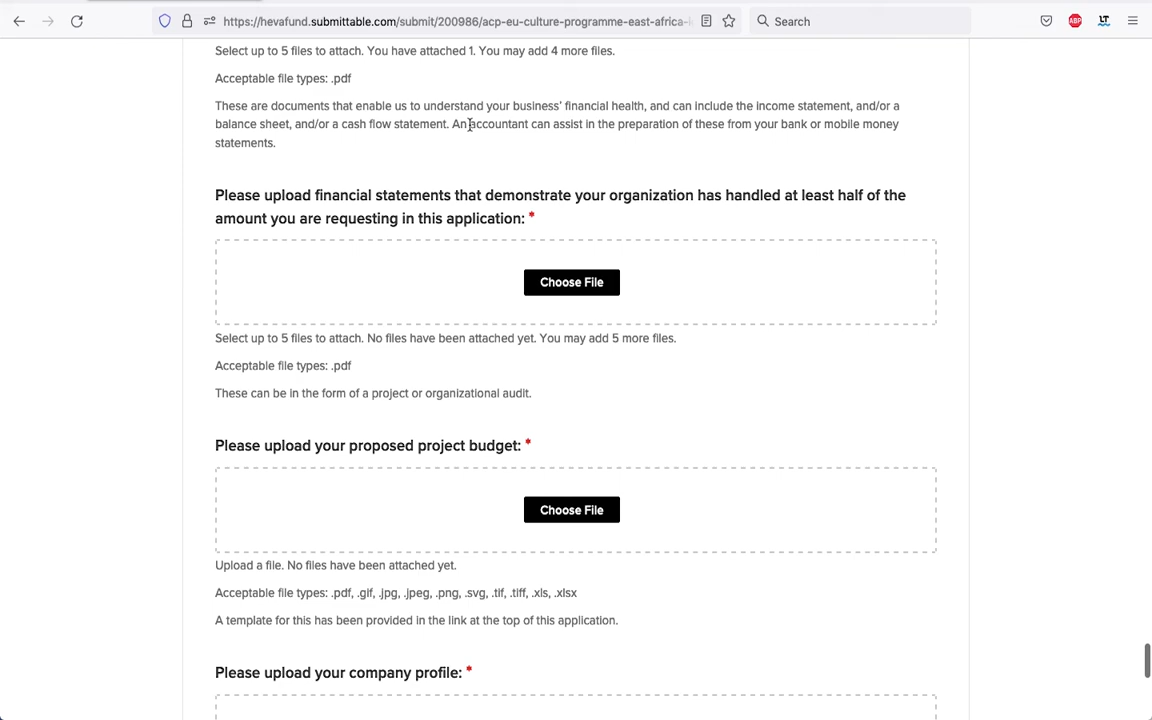 https://hevafund.submittable.com/submit/200986/acp-eu-culture-programme-east-africa-
Search
ABP
LT
Select up to 5 files to attach. You have attached 1. You may add 4 more files.
Acceptable file types: .pdf
These are documents that enable us to understand your business' financial health, and can include the income statement, and/or a
balance sheet, and/or a cash flow statement. An accountant can assist in the preparation of these from your bank or mobile money
statements.
Please upload financial statements that demonstrate your organization has handled at least half of the
amount you are requesting in this application: *
Choose File
Select up to 5 files to attach. No files have been attached yet. You may add 5 more files.
Acceptable file types: .pdf
These can be in the form of a project or organizational audit.
Please upload your proposed project budget: *
Choose File
Upload a file. No files have been attached yet.
Acceptable file types: .pdf, .gif, .jpg, .jpeg, .png, .svg, .tif, .tiff, .xls, .xlsx
A template for this has been provided in the link at the top of this application.
Please upload your company profile: *